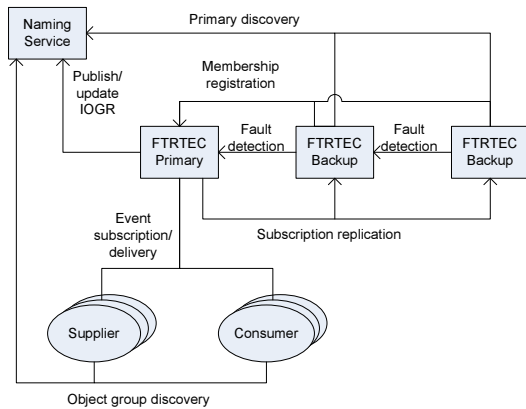 Naming
Service
Primary discovery
Publish/
update
IOGR
Membership
registration
FTRTEC
Primary
Fault
detection
FTRTEC
Backup
Fault
detection
FTRTEC
Backup
Event
subscription/
delivery
Subscription replication
Supplier
Consumer
Object group discovery